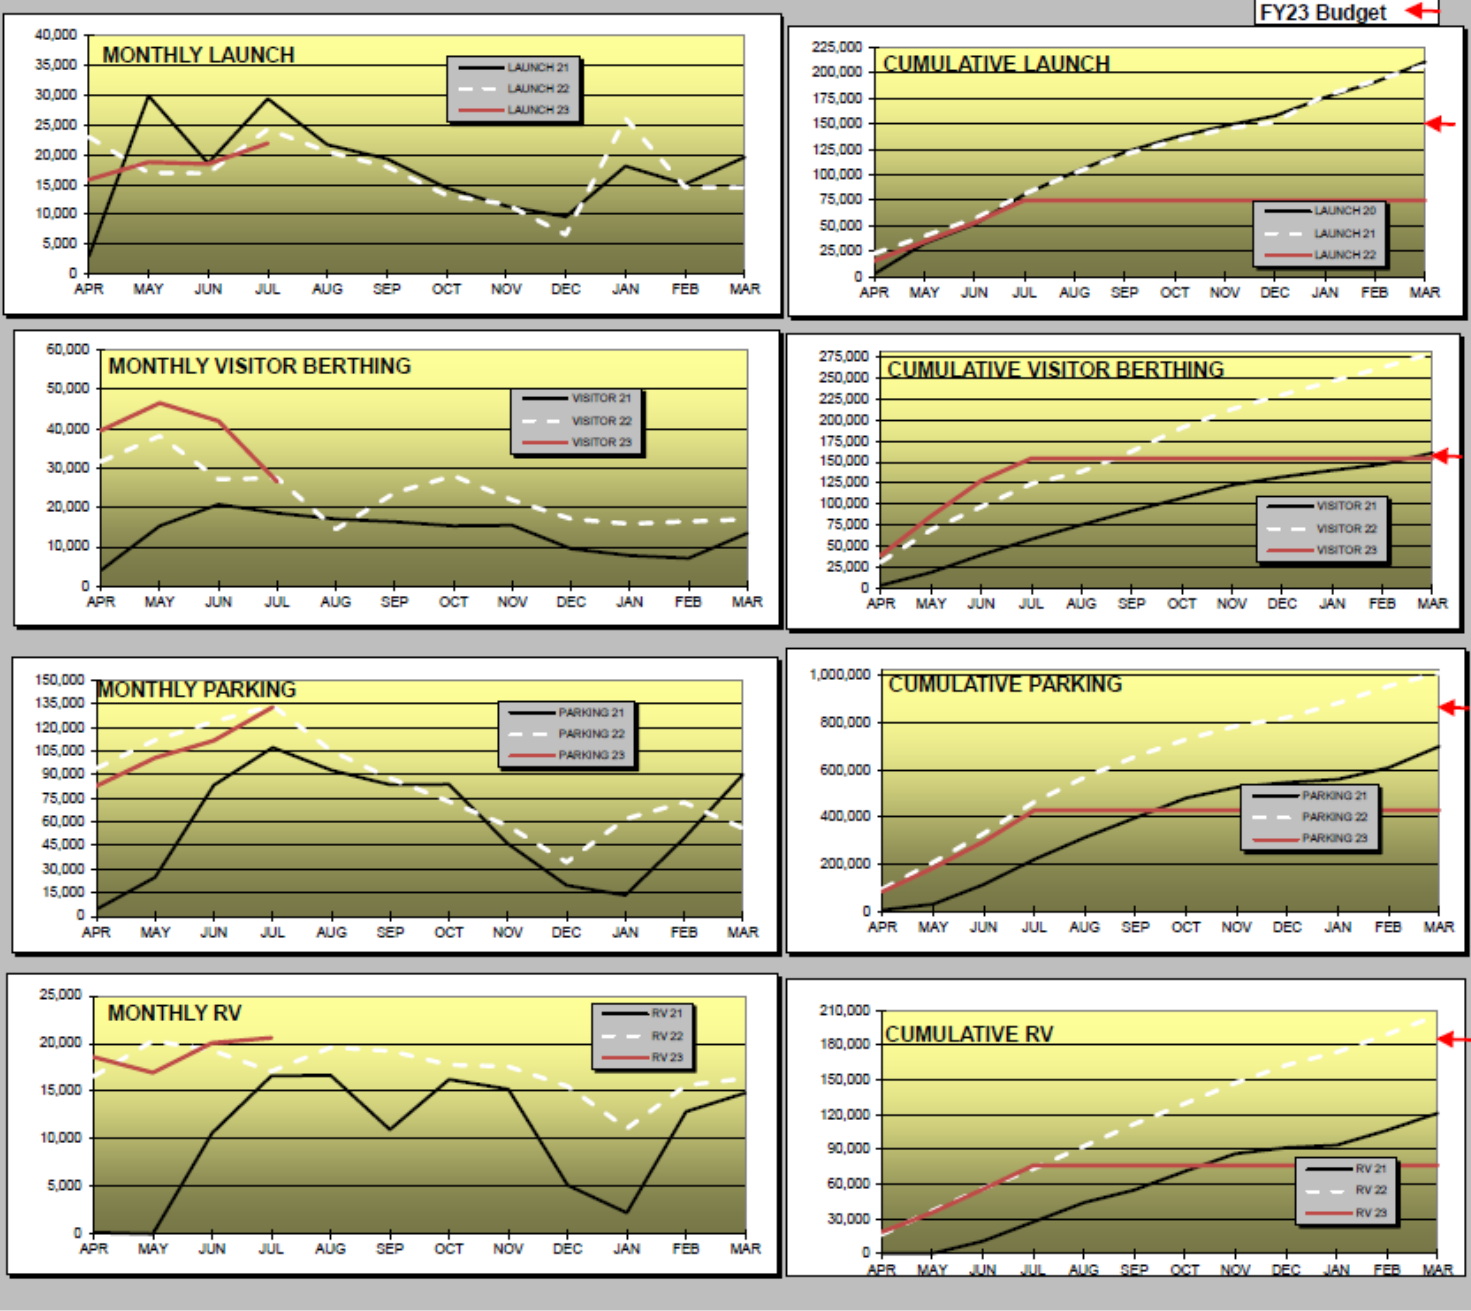 FY23 Budget
MONTHLY LAUNCH
40,000
35,000
30,000
25,000
20,000
15,000
10,000
5,000
0
LAUNCH 21
LAUNCH 22
LAUNCH 23
APR MAY JUN JUL AUG SEP OCT NOV DEC JAN FEB MAR
CUMULATIVE LAUNCH
225,000
200,000
175,000
150,000
125,000
100,000
75,000
50,000
25,000
0
LAUNCH 20
LAUNCH 21
LAUNCH 22
APR MAY JUN JUL AUG SEP OCT NOV DEC JAN FEB MAR
MONTHLY VISITOR BERTHING
60,000
50,000
40,000
30,000
20,000
10,000
0
VISITOR 21
VISITOR 22
VISITOR 23
APR MAY JUN JUL AUG SEP OCT NOV DEC JAN FEB MAR
CUMULATIVE VISITOR BERTHING
275,000
250,000
225,000
200,000
175,000
150,000
125,000
100,000
75,000
50,000
25,000
0
VISITOR 21
VISITOR 22
VISITOR 23
APR MAY JUN JUL AUG SEP OCT NOV DEC JAN FEB MAR
MONTHLY PARKING
150,000
135,000
120,000
105,000
90,000
75,000
60,000
45,000
30,000
15,000
0
PARKING 21
PARKING 22
PARKING 23
APR MAY JUN JUL AUG SEP OCT NOV DEC JAN FEB MAR
CUMULATIVE PARKING
1,000,000
800,000
600,000
400,000
200,000
0
PARKING 21
PARKING 22
PARKING 23
APR MAY JUN JUL AUG SEP OCT NOV DEC JAN FEB MAR
MONTHLY RV
25,000
20,000
15,000
10,000
5,000
0
RV 21
RV 22
RV 23
APR MAY JUN JUL AUG SEP OCT NOV DEC JAN FEB MAR
CUMULATIVE RV
210,000
180,000
150,000
120,000
90,000
60,000
30,000
0
RV 21
RV 22
RV 23
APR MAY JUN JUL AUG SEP OCT NOV DEC JAN FEB MAR